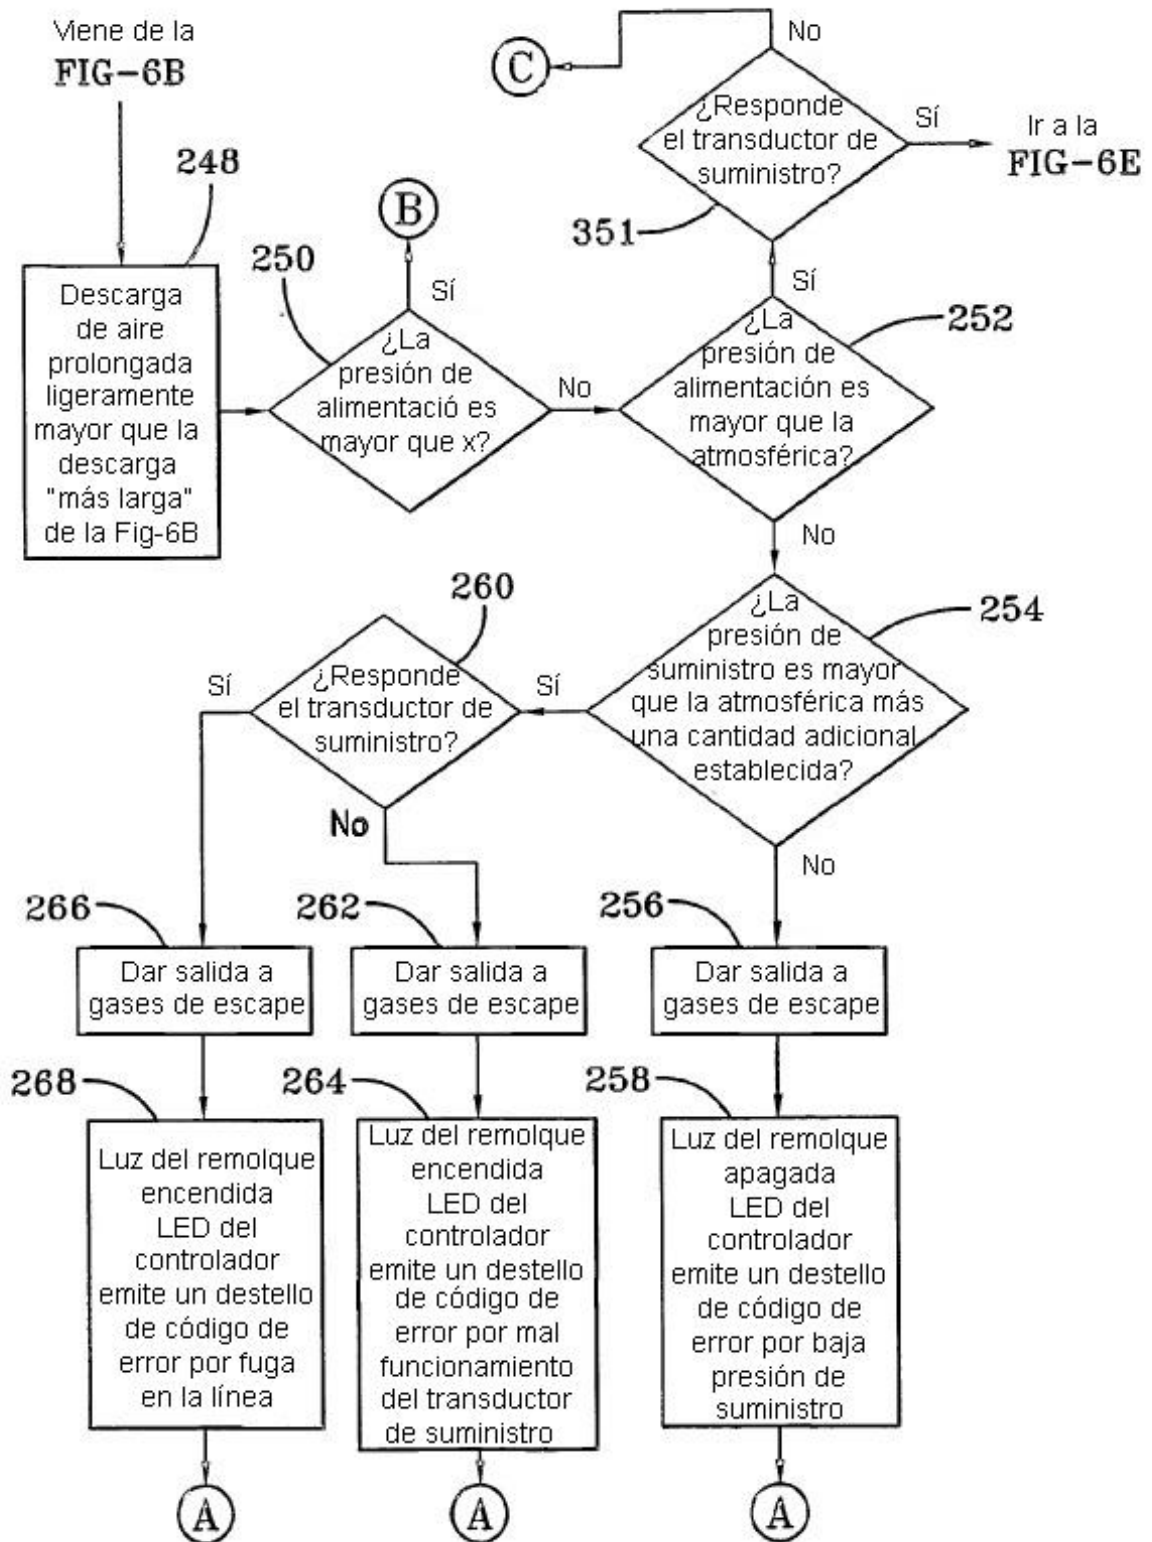 Viene de la
FIG-6B
248
Descarga
de aire
prolongada
ligeramente
mayor que la
descarga
"más larga"
de la Fig-6B
250
¿La
presión de
alimentació es
mayor que x?
Sí
B
No
252
¿La
presión de
alimentación es
mayor que la
atmosférica?
Sí
351
¿Responde
el transductor de
suministro?
No
C
Sí
Ir a la
FIG-6E
No
254
¿La
presión de
suministro es mayor
que la atmosférica más
una cantidad adicional
establecida?
Sí
260
¿Responde
el transductor de
suministro?
Sí
No
No
266
Dar salida a
gases de escape
262
Dar salida a
gases de escape
256
Dar salida a
gases de escape
268
Luz del remolque
encendida
LED del
controlador
emite un destello
de código de
error por fuga
en la línea
A
264
Luz del remolque
encendida
LED del
controlador
emite un destello
de código de
error por mal
funcionamiento
del transductor
de suministro
A
258
Luz del remolque
apagada
LED del
controlador
emite un destello
de código de
error por baja
presión de
suministro
A